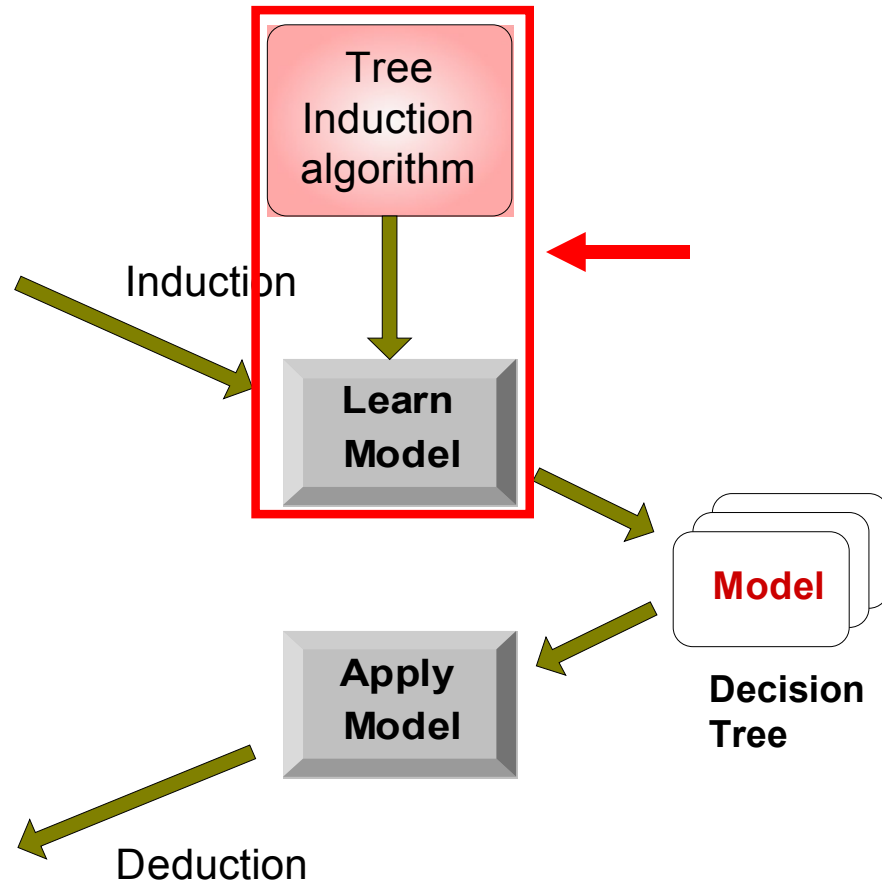 Tree
Induction
algorithm
Induction
Learn
Model
Model
Decision
Tree
Apply
Model
Deduction